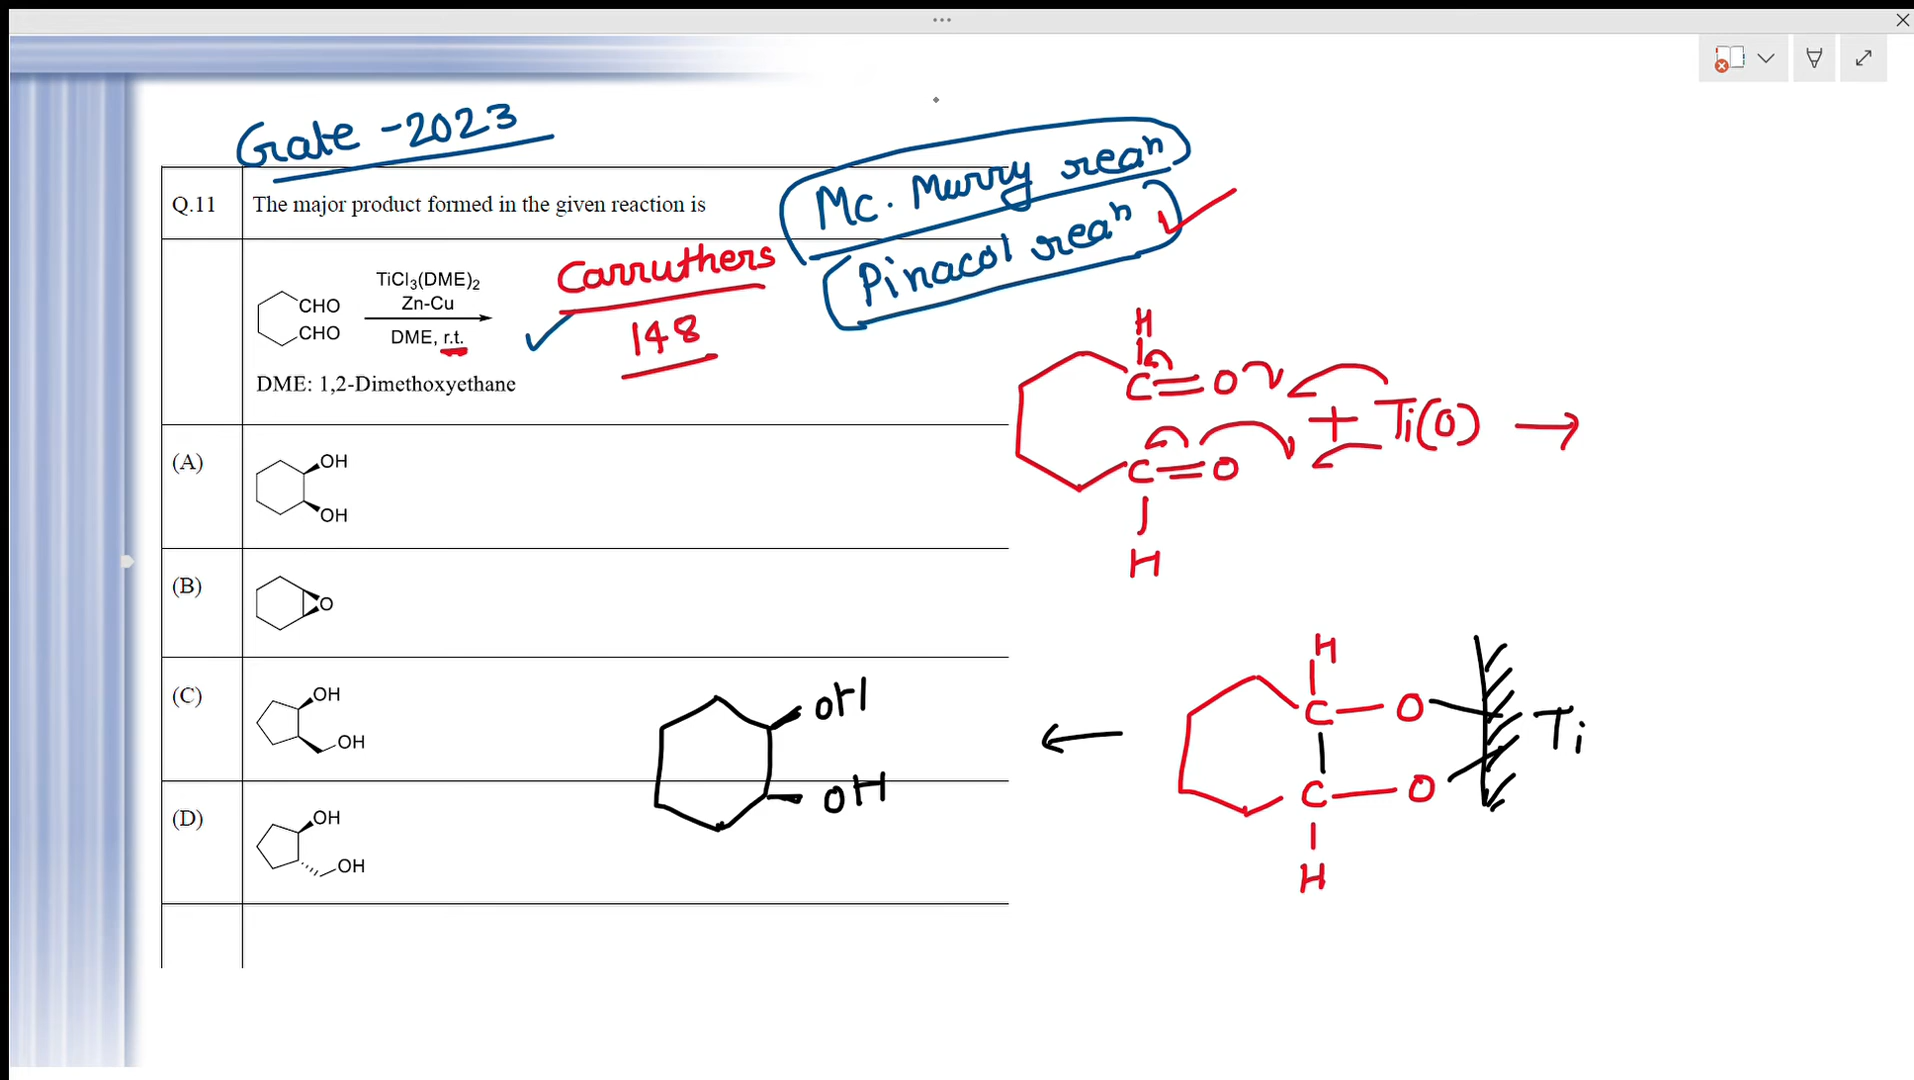 Gate -2023
Mc. Murry reaⁿ
Pinacol reaⁿ
Q.11 The major product formed in the given reaction is
CHO
CHO
TiCl₃(DME)₂
Zn-Cu
DME, r.t.
Carruthers
148
DME: 1,2-Dimethoxyethane
H
C=O
+ Ti(0) →
C=O
H
(A)
OH
OH
(B)
O
(C)
OH
OH
(D)
OH
OH
OH
OH
H
C-O
Ti
C-O
H